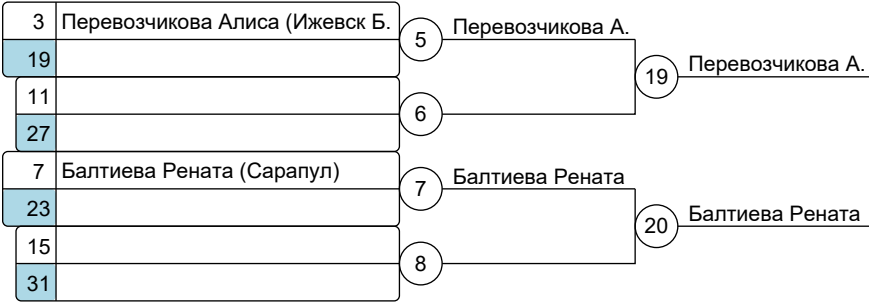 3 Перевозчикова Алиса (Ижевск Б.
5 Перевозчикова А.
19
19 Перевозчикова А.
11
6
27
7 Балтиева Рената (Сарапул)
7 Балтиева Рената
23
20 Балтиева Рената
15
8
31